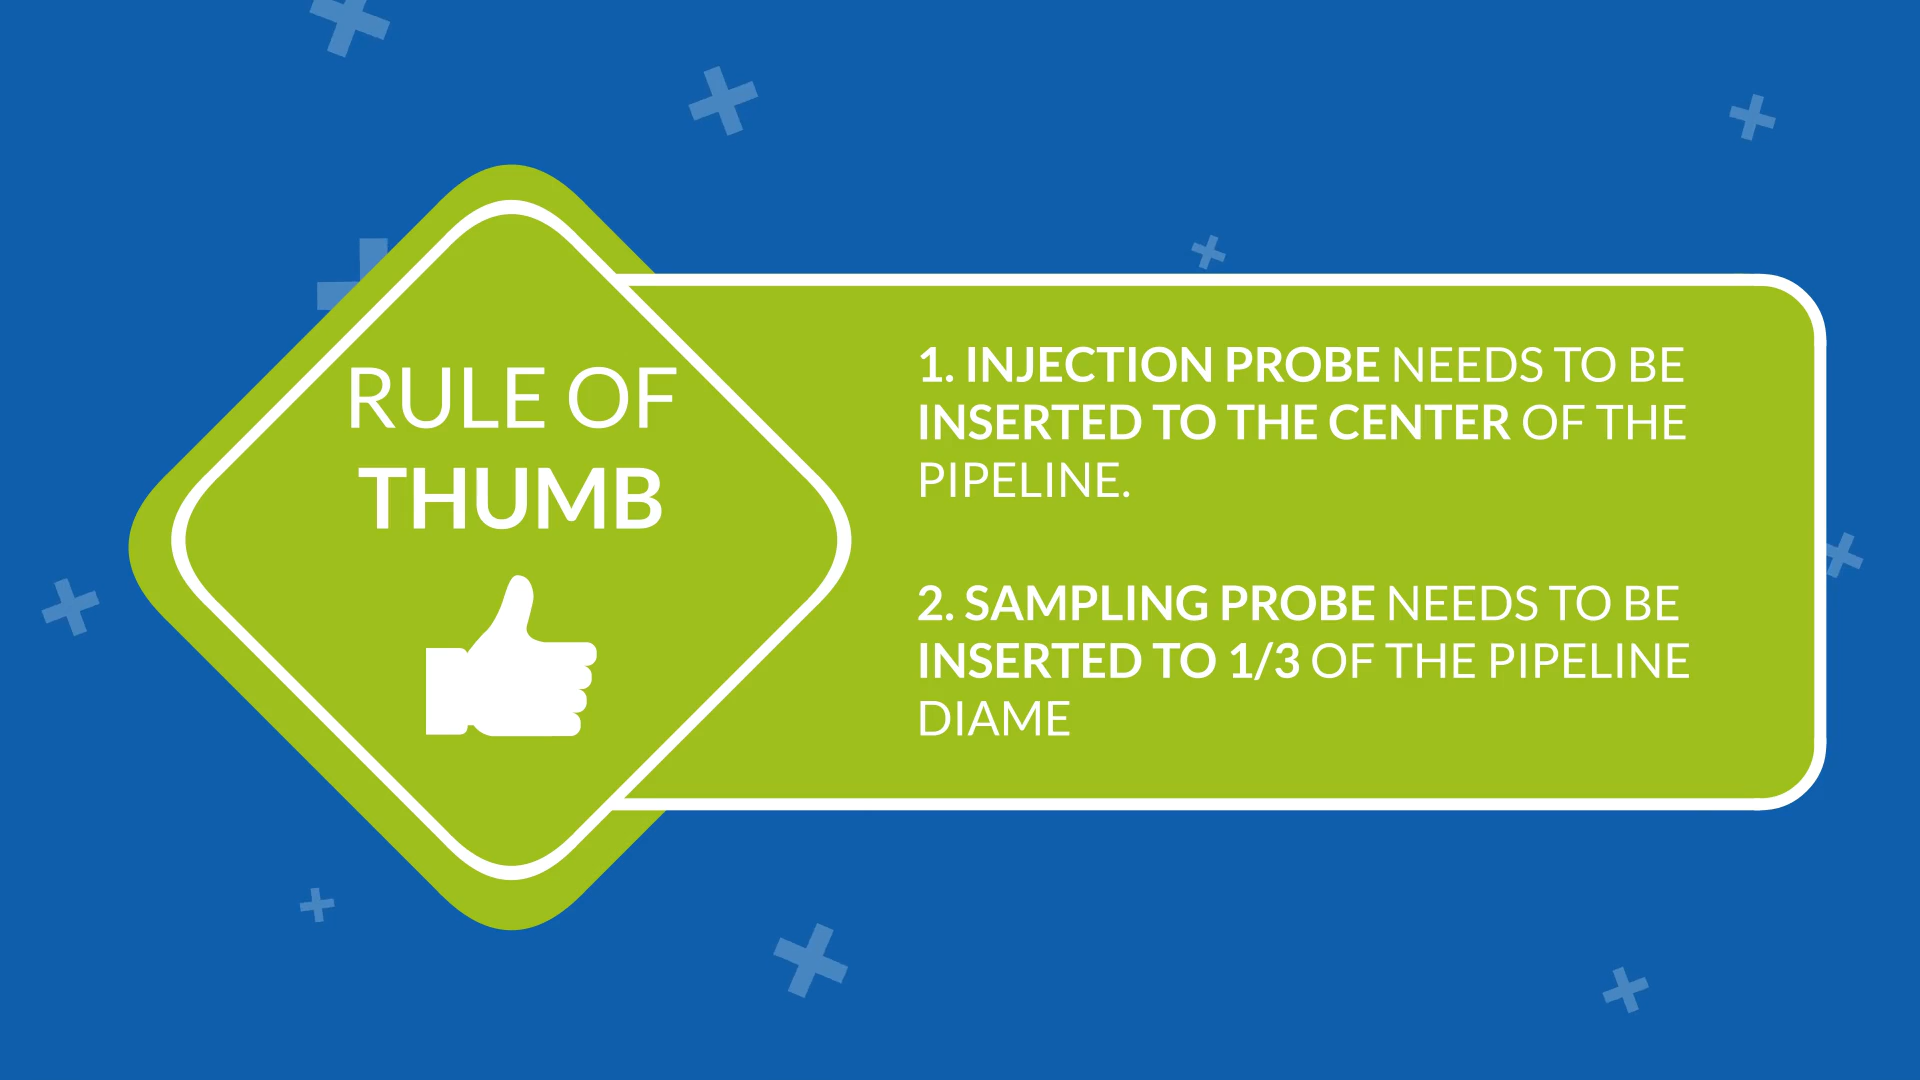 RULE OF
THUMB
1. INJECTION PROBE NEEDS TO BE
INSERTED TO THE CENTER OF THE
PIPELINE.
2. SAMPLING PROBE NEEDS TO BE
INSERTED TO 1/3 OF THE PIPELINE
DIAME